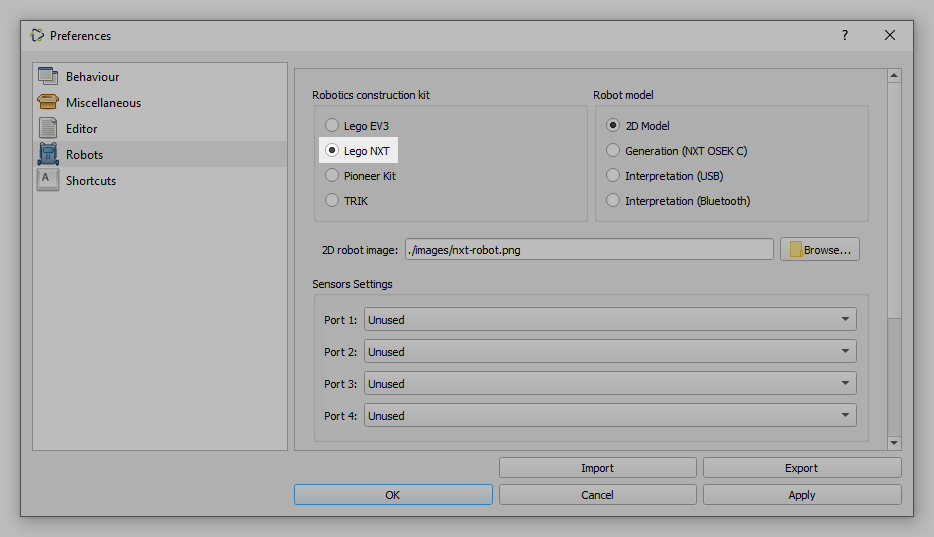 Preferences
?
Behaviour
Miscellaneous
Editor
A
Robots
Shortcuts
Robotics construction kit
Lego EV3
Lego NXT
Pioneer Kit
TRIK
Robot model
2D Model
Generation (NXT OSEK C)
Interpretation (USB)
Interpretation (Bluetooth)
2D robot image: ./images/nxt-robot.png Browse...
Sensors Settings
Port 1: Unused
Port 2: Unused
Port 3: Unused
Port 4: Unused
Import Export
OK Cancel Apply